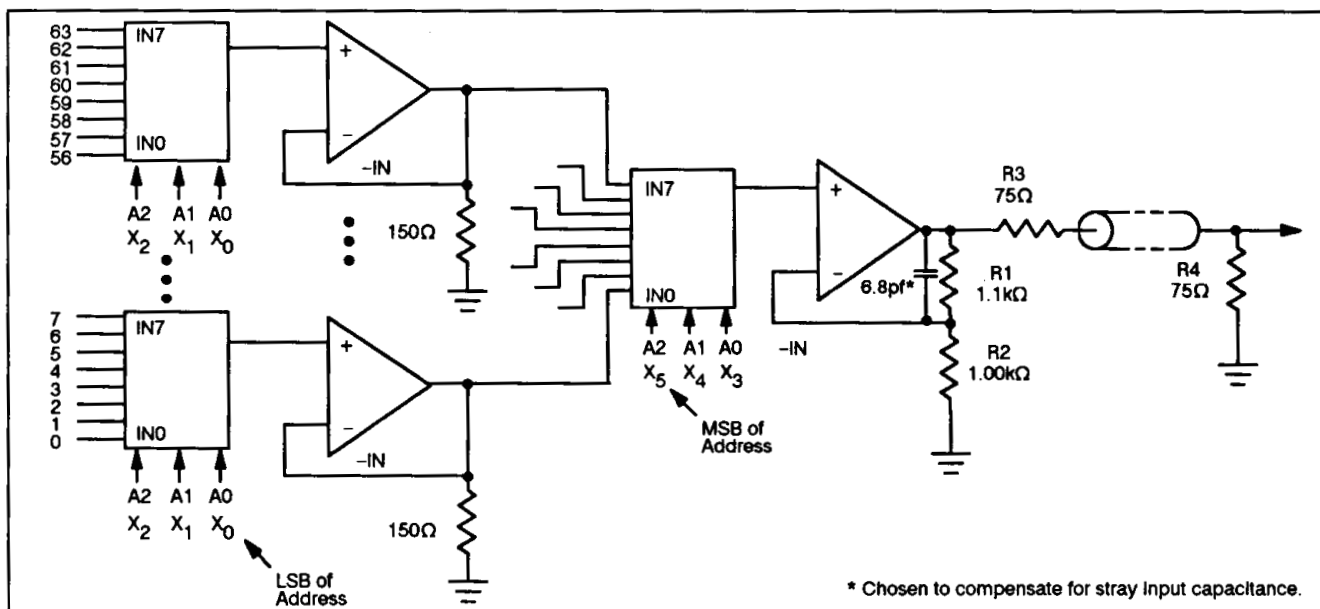 63
62
61
60
59
58
57
56
IN7
IN0
A2 A1 A0
X2 X1 X0
+
−
−IN
150Ω
7
6
5
4
3
2
1
0
IN7
IN0
A2 A1 A0
X2 X1 X0
LSB of
Address
+
−
−IN
150Ω
IN7
IN0
A2 A1 A0
X5 X4 X3
MSB of
Address
+
−
−IN
6.8pf*
R1
1.1kΩ
R2
1.00kΩ
R3
75Ω
R4
75Ω
* Chosen to compensate for stray input capacitance.